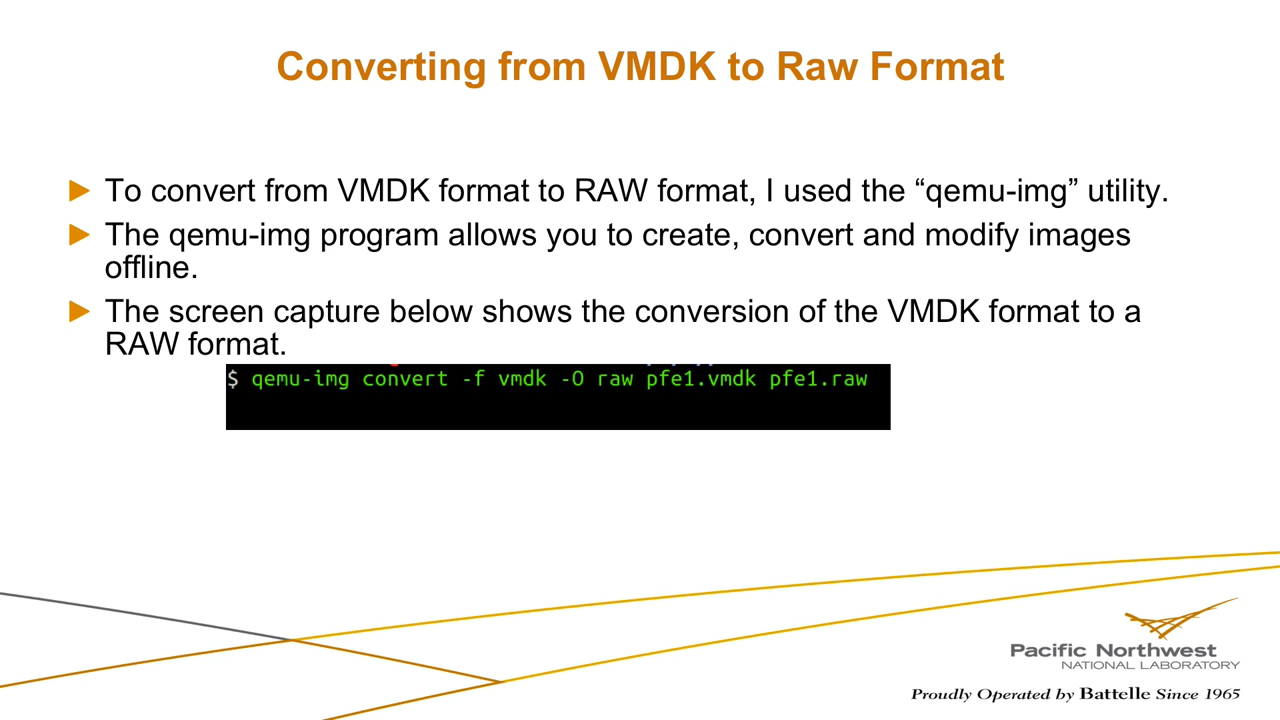 Converting from VMDK to Raw Format
To convert from VMDK format to RAW format, I used the “qemu-img” utility.
The qemu-img program allows you to create, convert and modify images
offline.
The screen capture below shows the conversion of the VMDK format to a
RAW format.
$ qemu-img convert -f vmdk -O raw pfe1.vmdk pfe1.raw
Pacific Northwest
NATIONAL LABORATORY
Proudly Operated by Battelle Since 1965